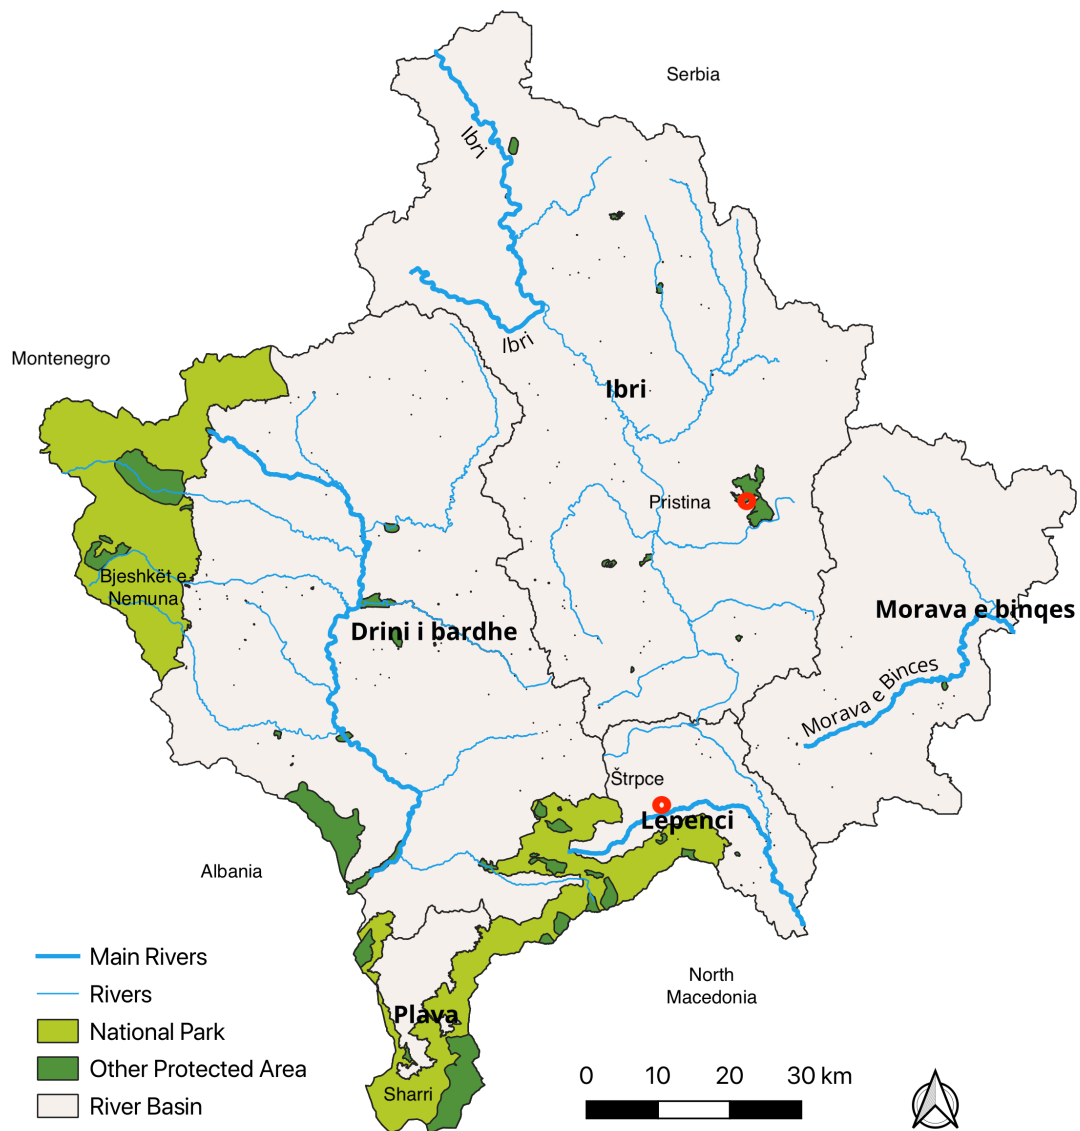 Serbia
Ibri
Ibri
Montenegro
Ibri
Pristina
Bjeshkët e
Nemuna
Morava e binçes
Drini i bardhe
Morava e Binces
Štrpce
Lepenci
Albania
North
Macedonia
Plava
Sharri
Main Rivers
Rivers
National Park
Other Protected Area
River Basin
0 10 20 30 km